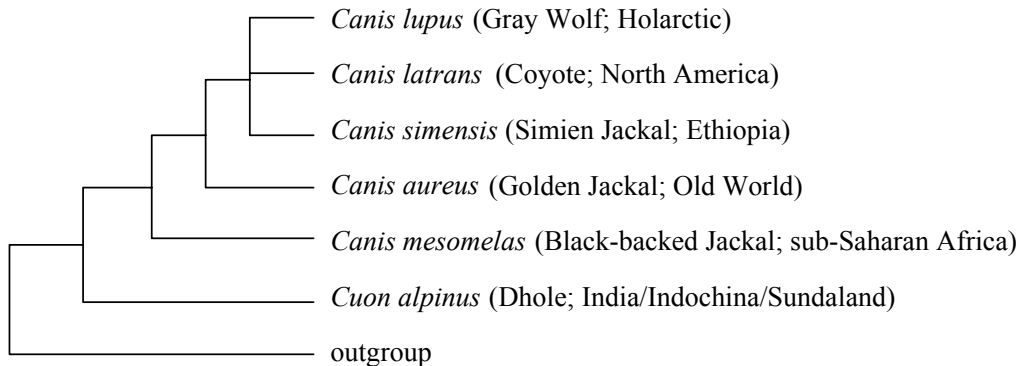 Canis lupus (Gray Wolf; Holarctic)
Canis latrans (Coyote; North America)
Canis simensis (Simien Jackal; Ethiopia)
Canis aureus (Golden Jackal; Old World)
Canis mesomelas (Black-backed Jackal; sub-Saharan Africa)
Cuon alpinus (Dhole; India/Indochina/Sundaland)
outgroup